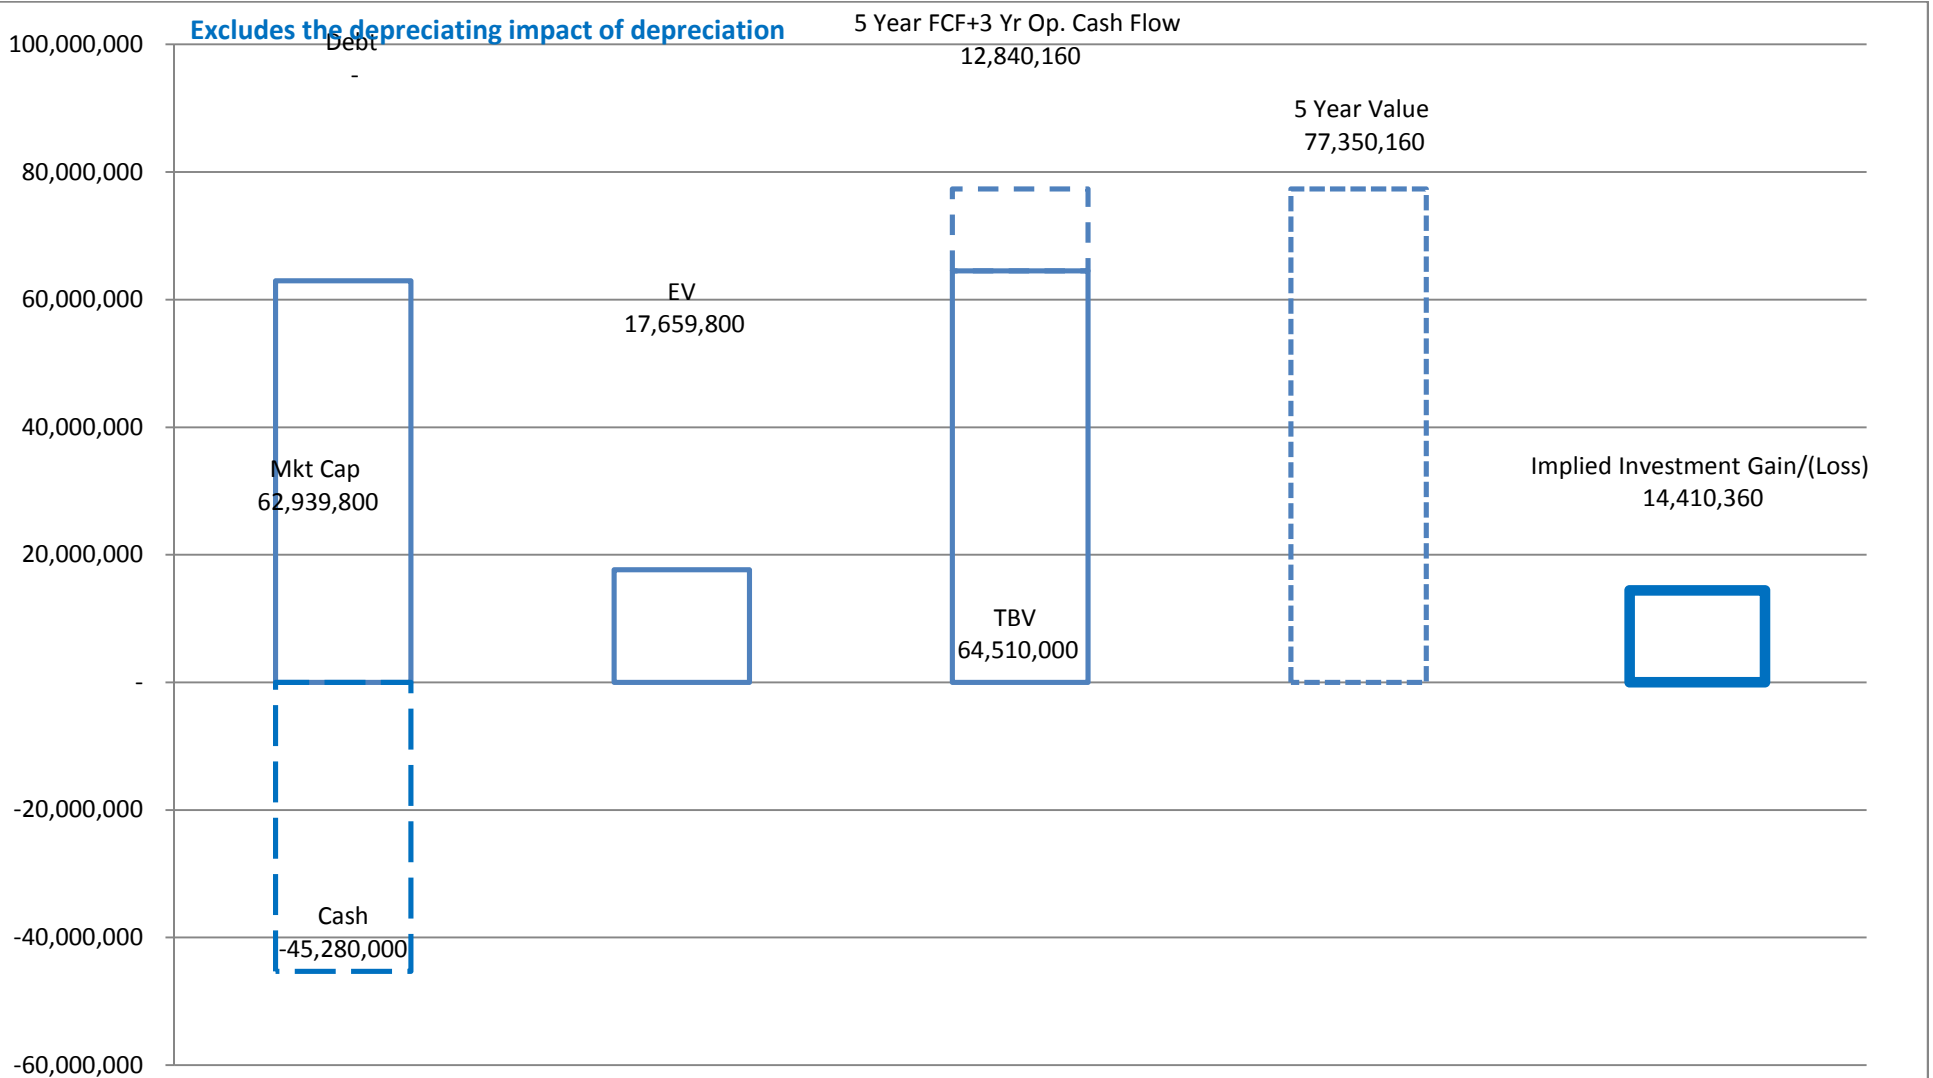 Excludes the depreciating impact of depreciation
5 Year FCF+3 Yr Op. Cash Flow
12,840,160
Debt
-
5 Year Value
77,350,160
EV
17,659,800
Mkt Cap
62,939,800
Implied Investment Gain/(Loss)
14,410,360
TBV
64,510,000
Cash
-45,280,000
100,000,000
80,000,000
60,000,000
40,000,000
20,000,000
-
-20,000,000
-40,000,000
-60,000,000